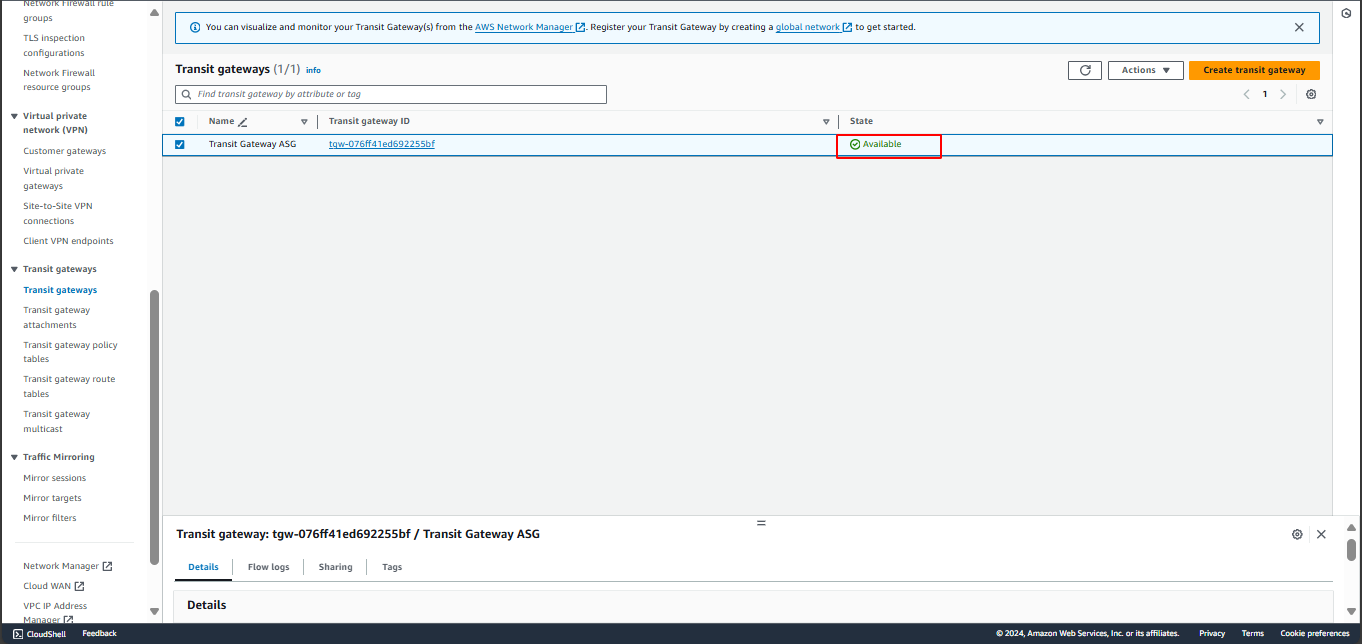 Network Firewall rule
groups
TLS inspection
configurations
Network Firewall
resource groups
Virtual private
network (VPN)
Customer gateways
Virtual private
gateways
Site-to-Site VPN
connections
Client VPN endpoints
Transit gateways
Transit gateways
Transit gateway
attachments
Transit gateway policy
tables
Transit gateway route
tables
Transit gateway
multicast
Traffic Mirroring
Mirror sessions
Mirror targets
Mirror filters
Network Manager
Cloud WAN
VPC IP Address
Manager
You can visualize and monitor your Transit Gateway(s) from the AWS Network Manager. Register your Transit Gateway by creating a global network to get started.
Transit gateways (1/1) info
Actions
Create transit gateway
Find transit gateway by attribute or tag
1
Name Transit gateway ID State
Transit Gateway ASG tgw-076ff41ed692255bf Available
Transit gateway: tgw-076ff41ed692255bf / Transit Gateway ASG
Details Flow logs Sharing Tags
Details
CloudShell Feedback © 2024, Amazon Web Services, Inc. or its affiliates. Privacy Terms Cookie preferences